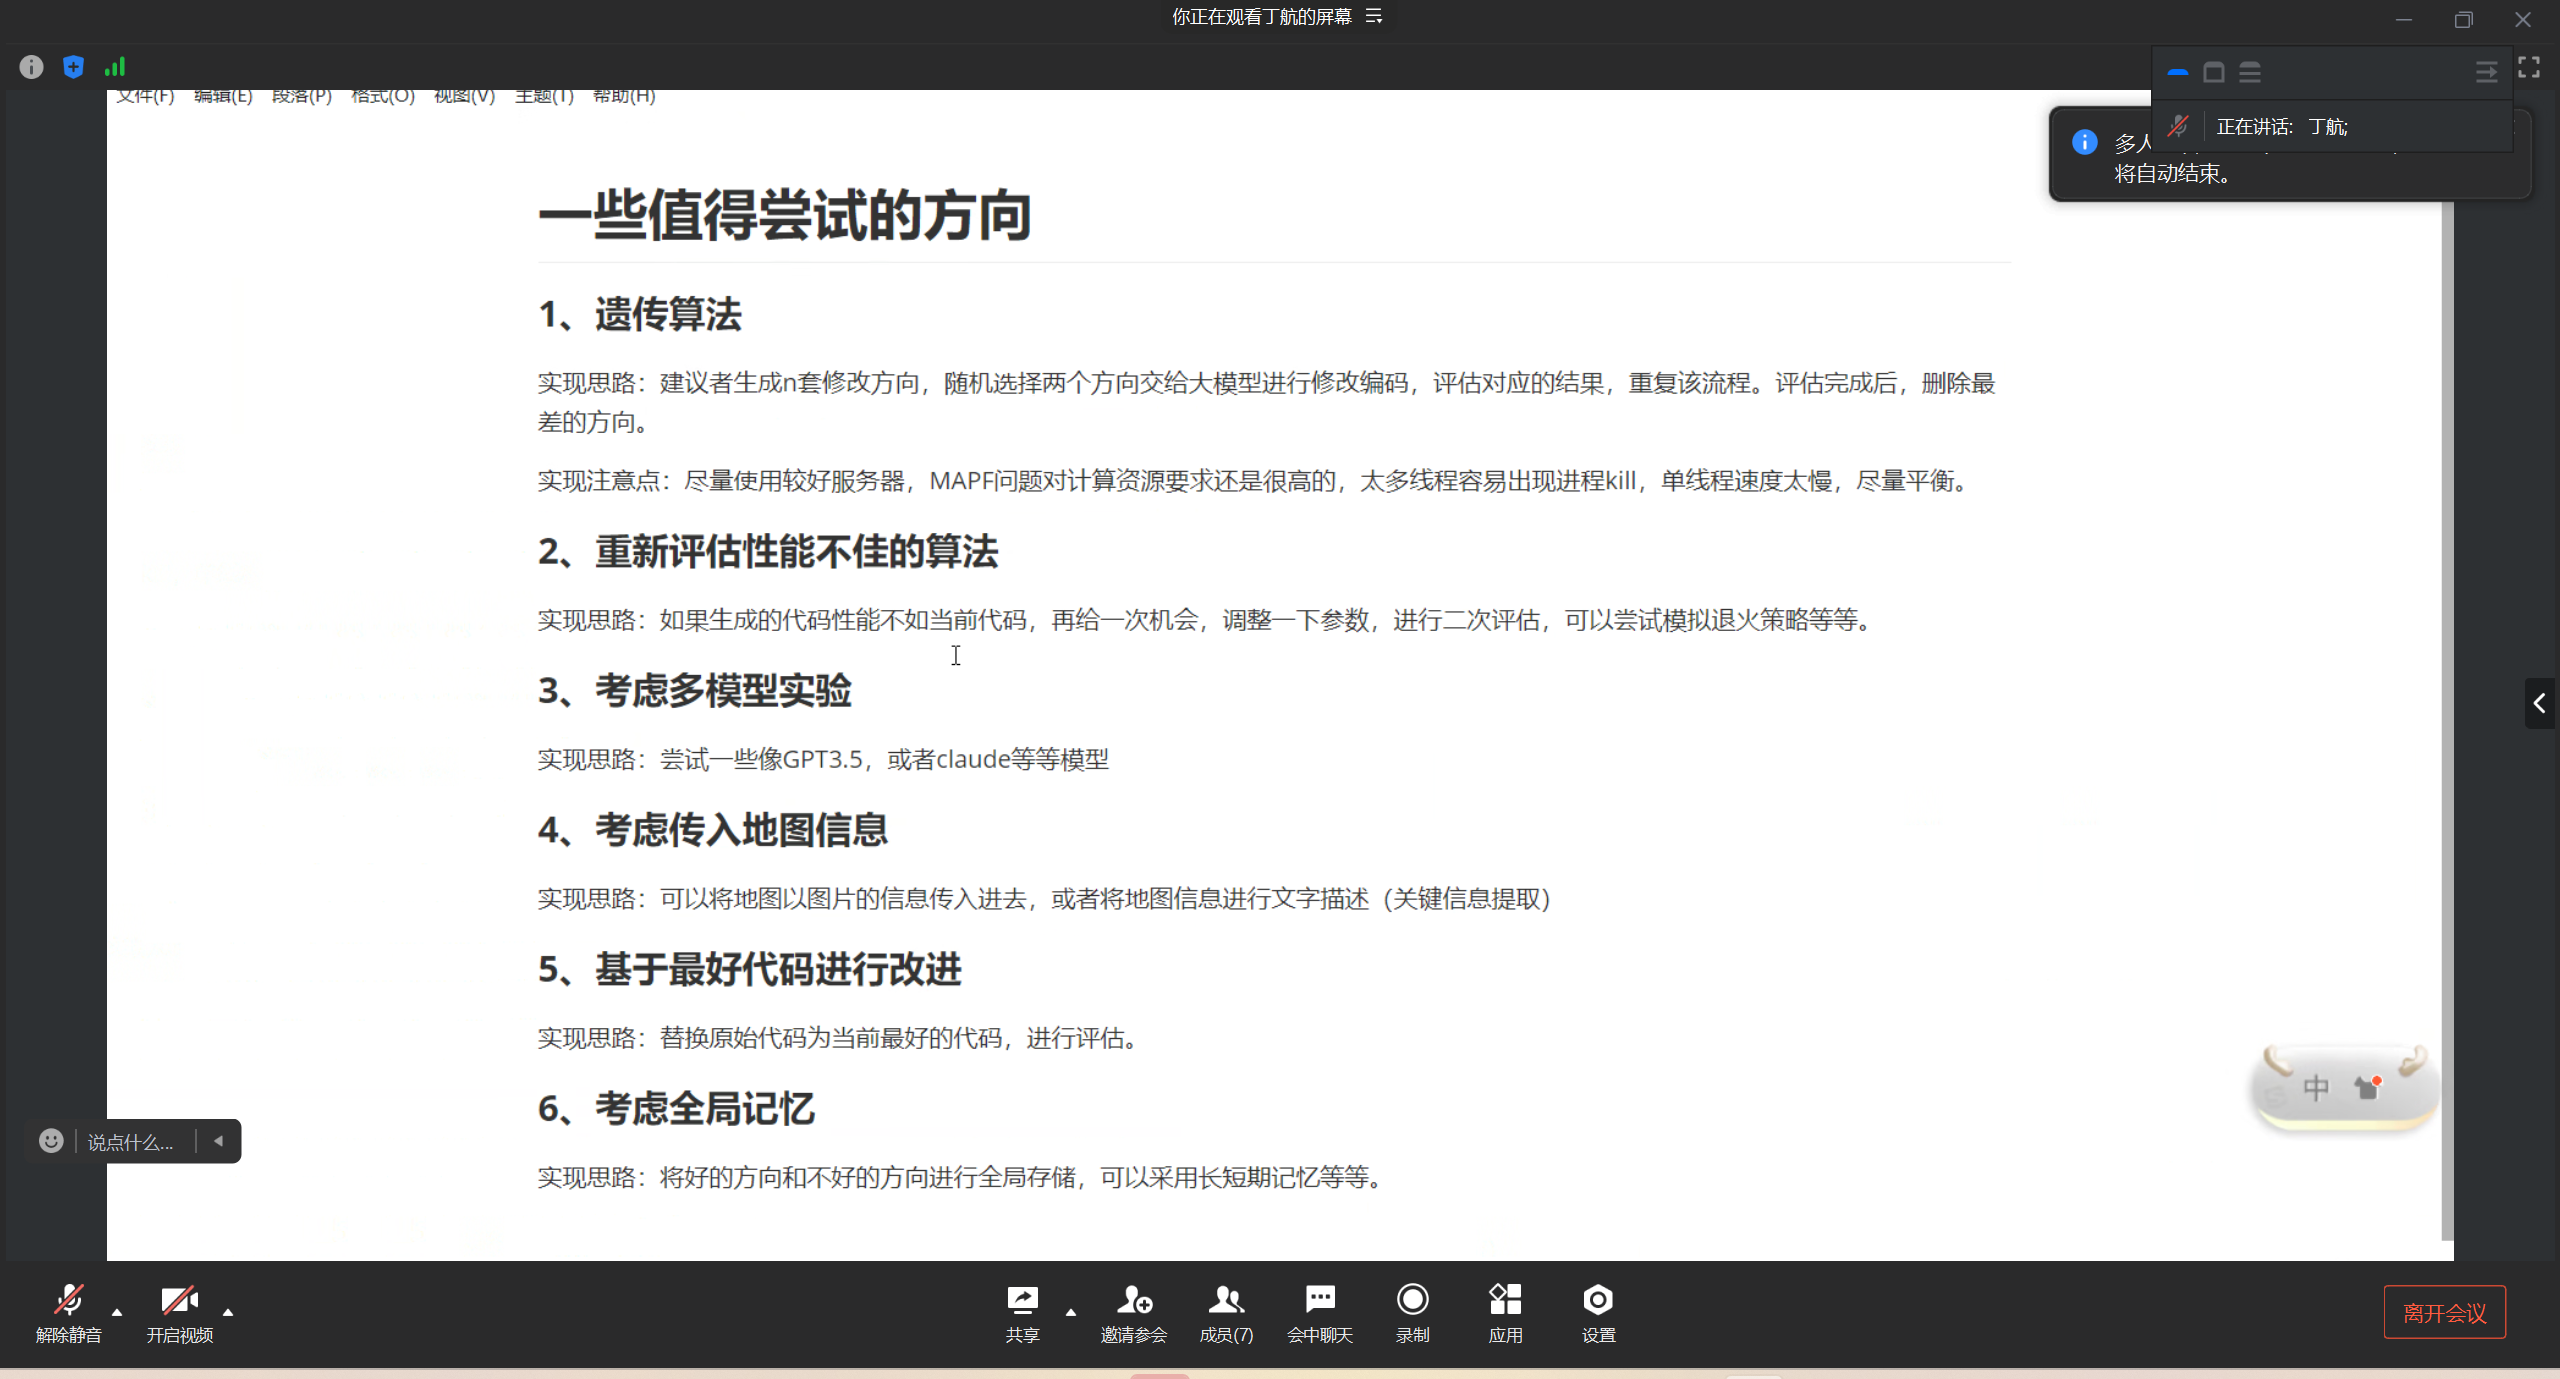 你正在观看丁航的屏幕
文件(F) 编辑(E) 段落(P) 格式(O) 视图(V) 主题(T) 帮助(H)
正在讲话: 丁航;
多人
将自动结束。
一些值得尝试的方向
1、遗传算法
实现思路：建议者生成n套修改方向，随机选择两个方向交给大模型进行修改编码，评估对应的结果，重复该流程。评估完成后，删除最
差的方向。
实现注意点：尽量使用较好服务器，MAPF问题对计算资源要求还是很高的，太多线程容易出现进程kill，单线程速度太慢，尽量平衡。
2、重新评估性能不佳的算法
实现思路：如果生成的代码性能不如当前代码，再给一次机会，调整一下参数，进行二次评估，可以尝试模拟退火策略等等。
3、考虑多模型实验
实现思路：尝试一些像GPT3.5，或者claude等等模型
4、考虑传入地图信息
实现思路：可以将地图以图片的信息传入进去，或者将地图信息进行文字描述（关键信息提取）
5、基于最好代码进行改进
实现思路：替换原始代码为当前最好的代码，进行评估。
6、考虑全局记忆
实现思路：将好的方向和不好的方向进行全局存储，可以采用长短期记忆等等。
中
说点什么...
解除静音 开启视频 共享 邀请参会 成员(7) 会中聊天 录制 应用 设置 离开会议